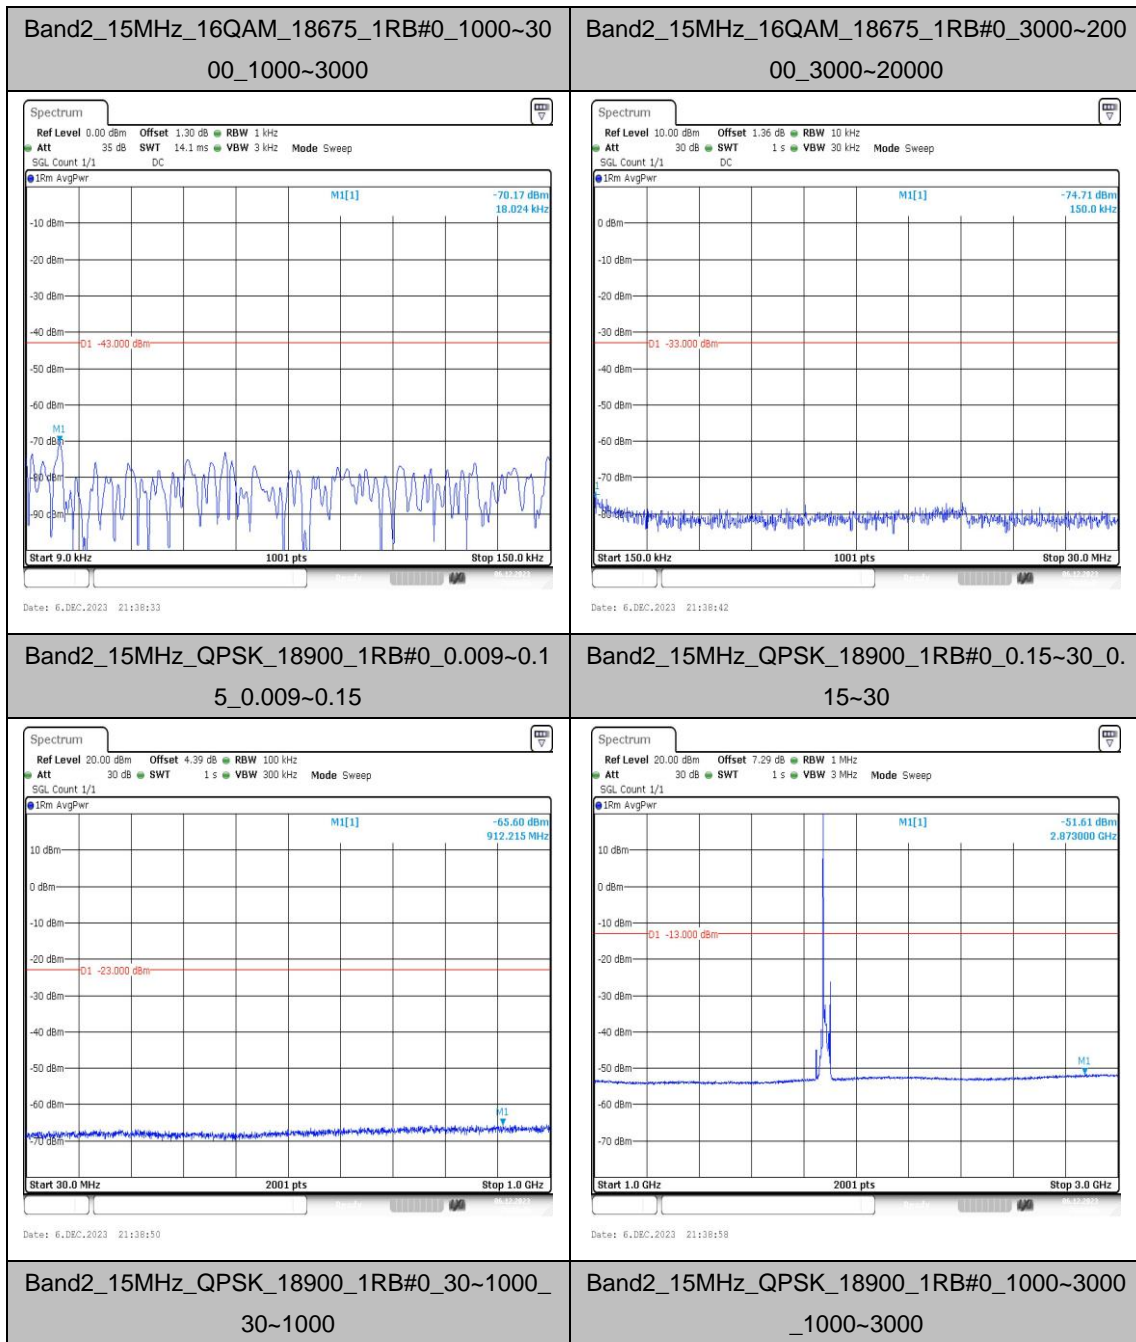 Band2_15MHz_16QAM_18675_1RB#0_1000~30
00_1000~3000
Band2_15MHz_16QAM_18675_1RB#0_3000~200
00_3000~20000
Spectrum
Ref Level 0.00 dBm Offset 1.30 dB RBW 1 kHz
Att 35 dB SWT 14.1 ms VBW 3 kHz Mode Sweep
SGL Count 1/1 DC
1Rm AvgPwr
M1[1] -70.17 dBm
18.024 kHz
-10 dBm
-20 dBm
-30 dBm
-40 dBm
D1 -43.000 dBm
-50 dBm
-60 dBm
M1
-70 dBm
-80 dBm
-90 dBm
Start 9.0 kHz 1001 pts Stop 150.0 kHz
Date: 6.DEC.2023 21:38:33
Spectrum
Ref Level 10.00 dBm Offset 1.36 dB RBW 10 kHz
Att 30 dB SWT 1 s VBW 30 kHz Mode Sweep
SGL Count 1/1 DC
1Rm AvgPwr
M1[1] -74.71 dBm
150.0 kHz
0 dBm
-10 dBm
-20 dBm
-30 dBm
D1 -33.000 dBm
-40 dBm
-50 dBm
-60 dBm
-70 dBm
-80 dBm
Start 150.0 kHz 1001 pts Stop 30.0 MHz
Date: 6.DEC.2023 21:38:42
Band2_15MHz_QPSK_18900_1RB#0_0.009~0.1
5_0.009~0.15
Band2_15MHz_QPSK_18900_1RB#0_0.15~30_0.
15~30
Spectrum
Ref Level 20.00 dBm Offset 4.39 dB RBW 100 kHz
Att 30 dB SWT 1 s VBW 300 kHz Mode Sweep
SGL Count 1/1
1Rm AvgPwr
M1[1] -65.60 dBm
912.215 MHz
10 dBm
0 dBm
-10 dBm
-20 dBm
D1 -23.000 dBm
-30 dBm
-40 dBm
-50 dBm
-60 dBm
M1
-70 dBm
Start 30.0 MHz 2001 pts Stop 1.0 GHz
Date: 6.DEC.2023 21:38:50
Spectrum
Ref Level 20.00 dBm Offset 7.29 dB RBW 1 MHz
Att 30 dB SWT 1 s VBW 3 MHz Mode Sweep
SGL Count 1/1
1Rm AvgPwr
M1[1] -51.61 dBm
2.873000 GHz
10 dBm
0 dBm
-10 dBm
D1 -13.000 dBm
-20 dBm
-30 dBm
-40 dBm
-50 dBm
M1
-60 dBm
-70 dBm
Start 1.0 GHz 2001 pts Stop 3.0 GHz
Date: 6.DEC.2023 21:38:58
Band2_15MHz_QPSK_18900_1RB#0_30~1000_
30~1000
Band2_15MHz_QPSK_18900_1RB#0_1000~3000
_1000~3000